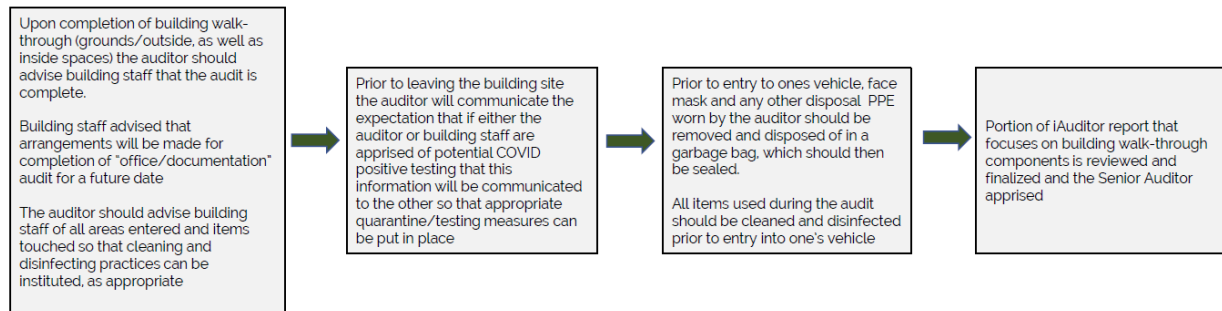 Upon completion of building walk-
through (grounds/outside, as well as
inside spaces) the auditor should
advise building staff that the audit is
complete.
Building staff advised that
arrangements will be made for
completion of "office/documentation"
audit for a future date
The auditor should advise building
staff of all areas entered and items
touched so that cleaning and
disinfecting practices can be
instituted, as appropriate
Prior to leaving the building site
the auditor will communicate the
expectation that if either the
auditor or building staff are
apprised of potential COVID
positive testing that this
information will be communicated
to the other so that appropriate
quarantine/testing measures can
be put in place
Prior to entry to ones vehicle, face
mask and any other disposal PPE
worn by the auditor should be
removed and disposed of in a
garbage bag, which should then
be sealed.
All items used during the audit
should be cleaned and disinfected
prior to entry into one's vehicle
Portion of iAuditor report that
focuses on building walk-through
components is reviewed and
finalized and the Senior Auditor
apprised